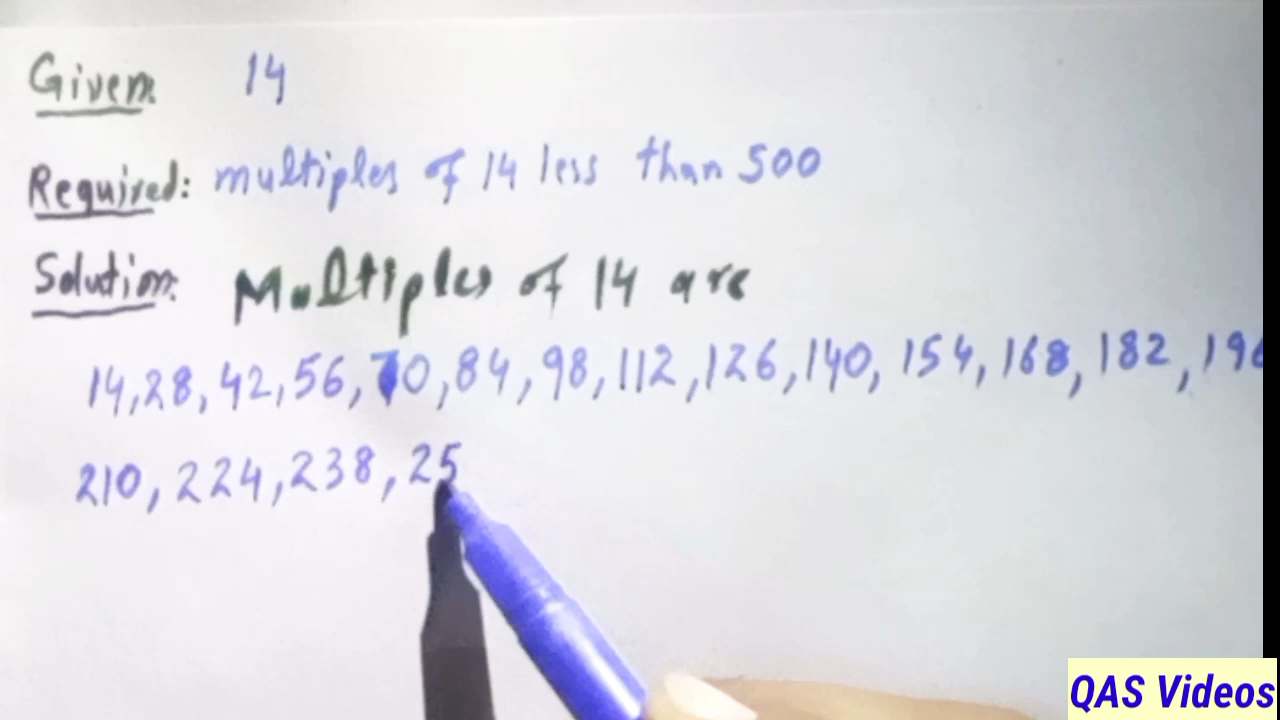 Given: 14
Required: multiples of 14 less than 500
Solution: Multiples of 14 are
14,28,42,56,70,84,98,112,126,140,154,168,182,196
210,224,238,25
QAS Videos